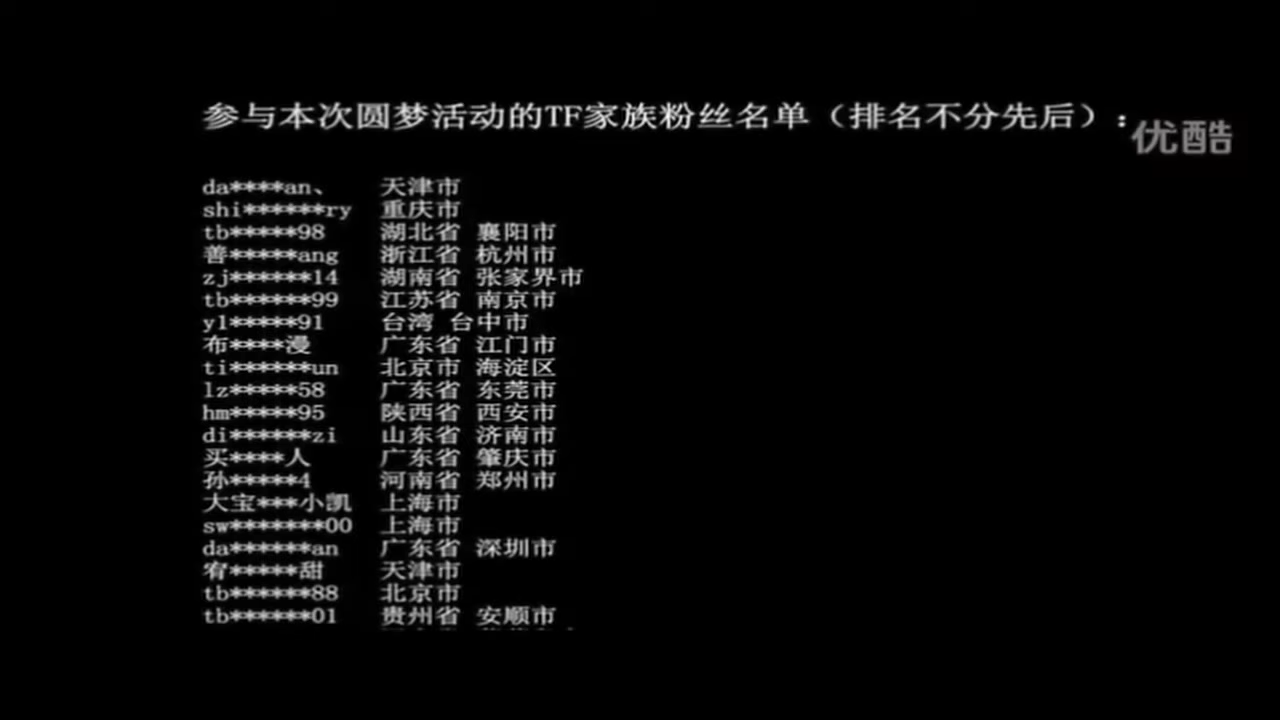 参与本次圆梦活动的TF家族粉丝名单（排名不分先后）：
优酷
da****an、 天津市
shi******ry 重庆市
tb*****98 湖北省 襄阳市
善*****ang 浙江省 杭州市
zj******14 湖南省 张家界市
tb******99 江苏省 南京市
yl*****91 台湾 台中市
布****漫 广东省 江门市
ti******un 北京市 海淀区
lz*****58 广东省 东莞市
hm*****95 陕西省 西安市
di******zi 山东省 济南市
买****人 广东省 肇庆市
孙*****4 河南省 郑州市
大宝***小凯 上海市
sw*******00 上海市
da******an 广东省 深圳市
宥*****甜 天津市
tb******88 北京市
tb******01 贵州省 安顺市